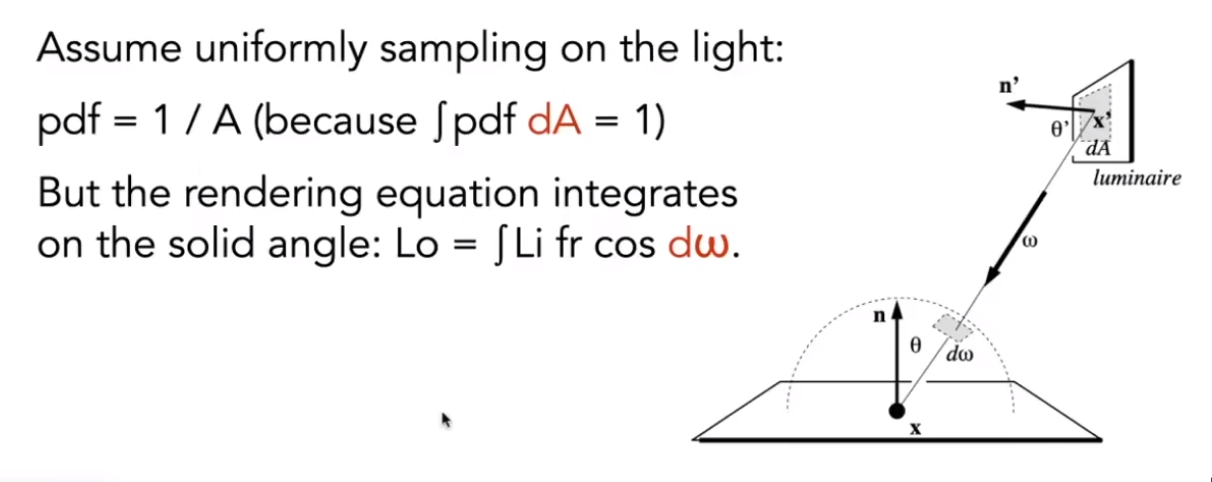 Assume uniformly sampling on the light:
pdf = 1 / A (because ∫pdf dA = 1)
But the rendering equation integrates
on the solid angle: Lo = ∫Li fr cos dω.
n’
θ’
x’
dA
luminaire
ω
n
θ
dω
x